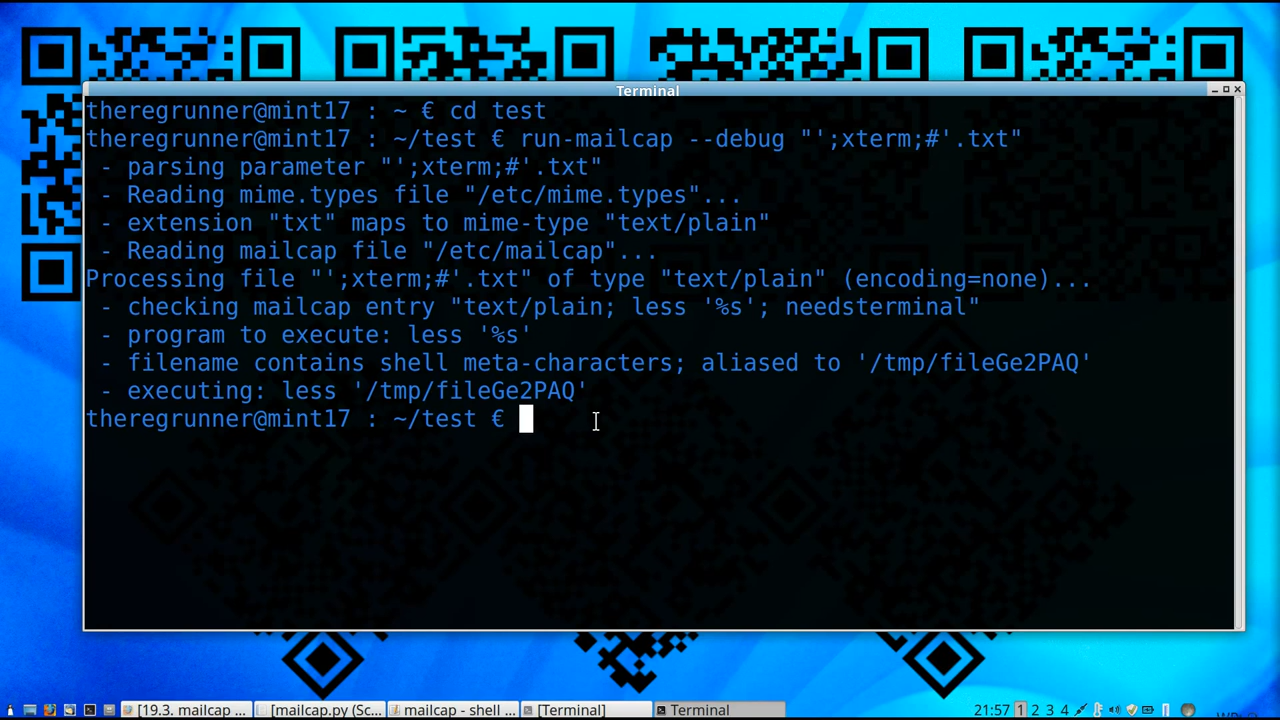 Terminal
theregrunner@mint17 : ~ € cd test
theregrunner@mint17 : ~/test € run-mailcap --debug "';xterm;#'.txt"
- parsing parameter "';xterm;#'.txt"
- Reading mime.types file "/etc/mime.types"...
- extension "txt" maps to mime-type "text/plain"
- Reading mailcap file "/etc/mailcap"...
Processing file "';xterm;#'.txt" of type "text/plain" (encoding=none)...
- checking mailcap entry "text/plain; less '%s'; needsterminal"
- program to execute: less '%s'
- filename contains shell meta-characters; aliased to '/tmp/fileGe2PAQ'
- executing: less '/tmp/fileGe2PAQ'
theregrunner@mint17 : ~/test €
[19.3. mailcap ... [mailcap.py (Sc... mailcap - shell ... [Terminal] Terminal 21:57 1 2 3 4